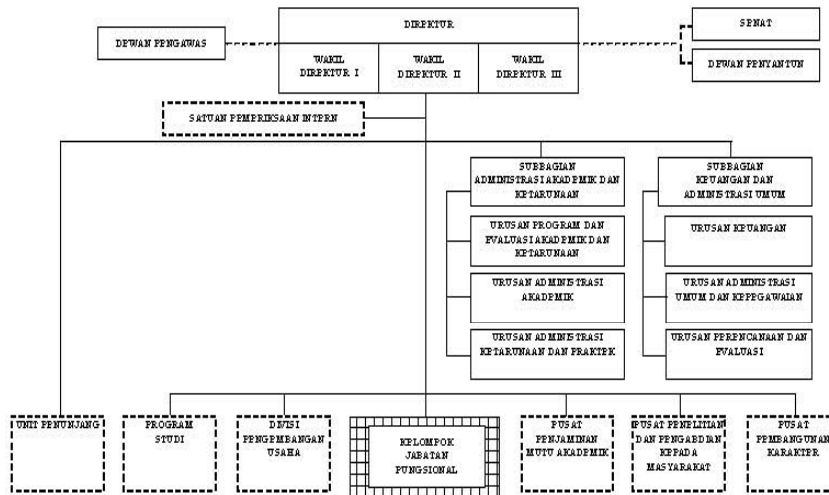 DIREKTUR
SENAT
DEWAN PENGAWAS
WAKIL
DIREKTUR I
WAKIL
DIREKTUR II
WAKIL
DIREKTUR III
DEWAN PENYANTUN
SATUAN PEMERIKSAAN INTERN
SUBBAGIAN
ADMINISTRASI AKADEMIK DAN
KETARUNAAN
SUBBAGIAN
KEUANGAN DAN
ADMINISTRASI UMUM
URUSAN PROGRAM DAN
EVALUASI AKADEMIK DAN
KETARUNAAN
URUSAN KEUANGAN
URUSAN ADMINISTRASI
AKADEMIK
URUSAN ADMINISTRASI
UMUM DAN KEPEGAWAIAN
URUSAN ADMINISTRASI
KETARUNAAN DAN PRAKTEK
URUSAN PERENCANAAN DAN
EVALUASI
UNIT PENUNJANG
PROGRAM
STUDI
DIVISI
PENGEMBANGAN
USAHA
KELOMPOK
JABATAN
FUNGSIONAL
PUSAT
PENJAMINAN
MUTU AKADEMIK
PUSAT PENELITIAN
DAN PENGABDIAN
KEPADA
MASYARAKAT
PUSAT
PEMBANGUNAN
KARAKTER